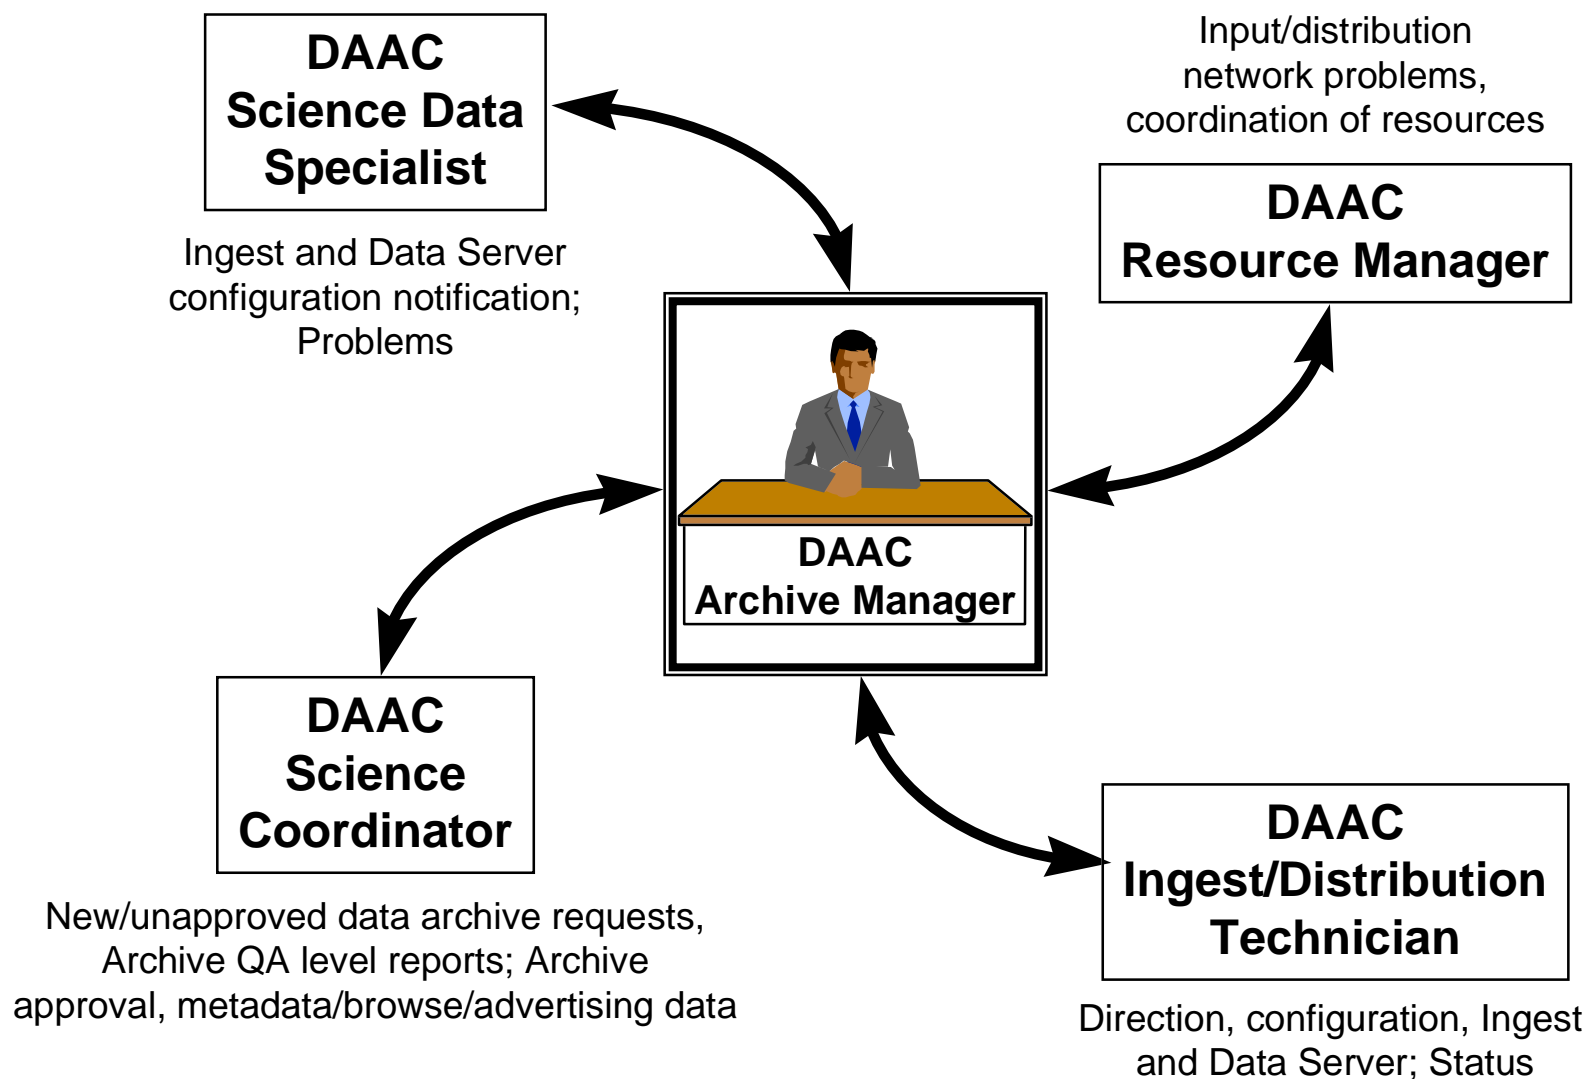 DAAC
Science Data
Specialist
Ingest and Data Server
configuration notification;
Problems
Input/distribution
network problems,
coordination of resources
DAAC
Resource Manager
DAAC
Archive Manager
DAAC
Science
Coordinator
New/unapproved data archive requests,
Archive QA level reports; Archive
approval, metadata/browse/advertising data
DAAC
Ingest/Distribution
Technician
Direction, configuration, Ingest
and Data Server; Status